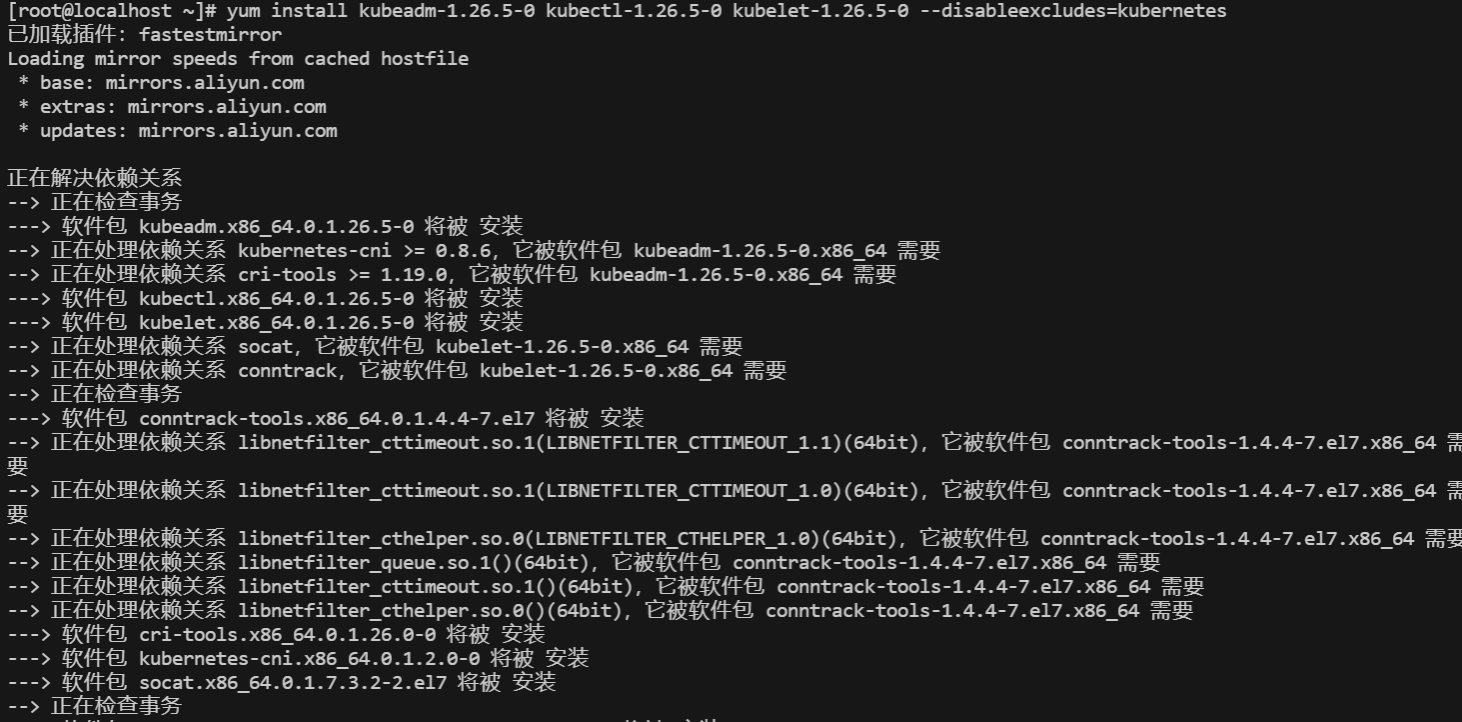 [root@localhost ~]# yum install kubeadm-1.26.5-0 kubectl-1.26.5-0 kubelet-1.26.5-0 --disableexcludes=kubernetes
已加载插件：fastestmirror
Loading mirror speeds from cached hostfile
 * base: mirrors.aliyun.com
 * extras: mirrors.aliyun.com
 * updates: mirrors.aliyun.com
正在解决依赖关系
--> 正在检查事务
---> 软件包 kubeadm.x86_64.0.1.26.5-0 将被 安装
--> 正在处理依赖关系 kubernetes-cni >= 0.8.6，它被软件包 kubeadm-1.26.5-0.x86_64 需要
--> 正在处理依赖关系 cri-tools >= 1.19.0，它被软件包 kubeadm-1.26.5-0.x86_64 需要
---> 软件包 kubectl.x86_64.0.1.26.5-0 将被 安装
---> 软件包 kubelet.x86_64.0.1.26.5-0 将被 安装
--> 正在处理依赖关系 socat，它被软件包 kubelet-1.26.5-0.x86_64 需要
--> 正在处理依赖关系 conntrack，它被软件包 kubelet-1.26.5-0.x86_64 需要
--> 正在检查事务
---> 软件包 conntrack-tools.x86_64.0.1.4.4-7.el7 将被 安装
--> 正在处理依赖关系 libnetfilter_cttimeout.so.1(LIBNETFILTER_CTTIMEOUT_1.1)(64bit)，它被软件包 conntrack-tools-1.4.4-7.el7.x86_64 需
要
--> 正在处理依赖关系 libnetfilter_cttimeout.so.1(LIBNETFILTER_CTTIMEOUT_1.0)(64bit)，它被软件包 conntrack-tools-1.4.4-7.el7.x86_64 需
要
--> 正在处理依赖关系 libnetfilter_cthelper.so.0(LIBNETFILTER_CTHELPER_1.0)(64bit)，它被软件包 conntrack-tools-1.4.4-7.el7.x86_64 需要
--> 正在处理依赖关系 libnetfilter_queue.so.1()(64bit)，它被软件包 conntrack-tools-1.4.4-7.el7.x86_64 需要
--> 正在处理依赖关系 libnetfilter_cttimeout.so.1()(64bit)，它被软件包 conntrack-tools-1.4.4-7.el7.x86_64 需要
--> 正在处理依赖关系 libnetfilter_cthelper.so.0()(64bit)，它被软件包 conntrack-tools-1.4.4-7.el7.x86_64 需要
---> 软件包 cri-tools.x86_64.0.1.26.0-0 将被 安装
---> 软件包 kubernetes-cni.x86_64.0.1.2.0-0 将被 安装
---> 软件包 socat.x86_64.0.1.7.3.2-2.el7 将被 安装
--> 正在检查事务